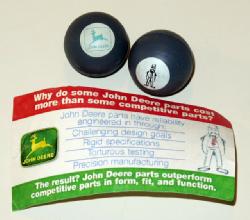 Why do some John Deere parts cost
more than some competitive parts?
John Deere parts have reliability
engineered in through:
Challenging design goals
Rigid specifications
Torturous testing
Precision manufacturing
JOHN DEERE
The result? John Deere parts outperform
competitive parts in form, fit, and function.